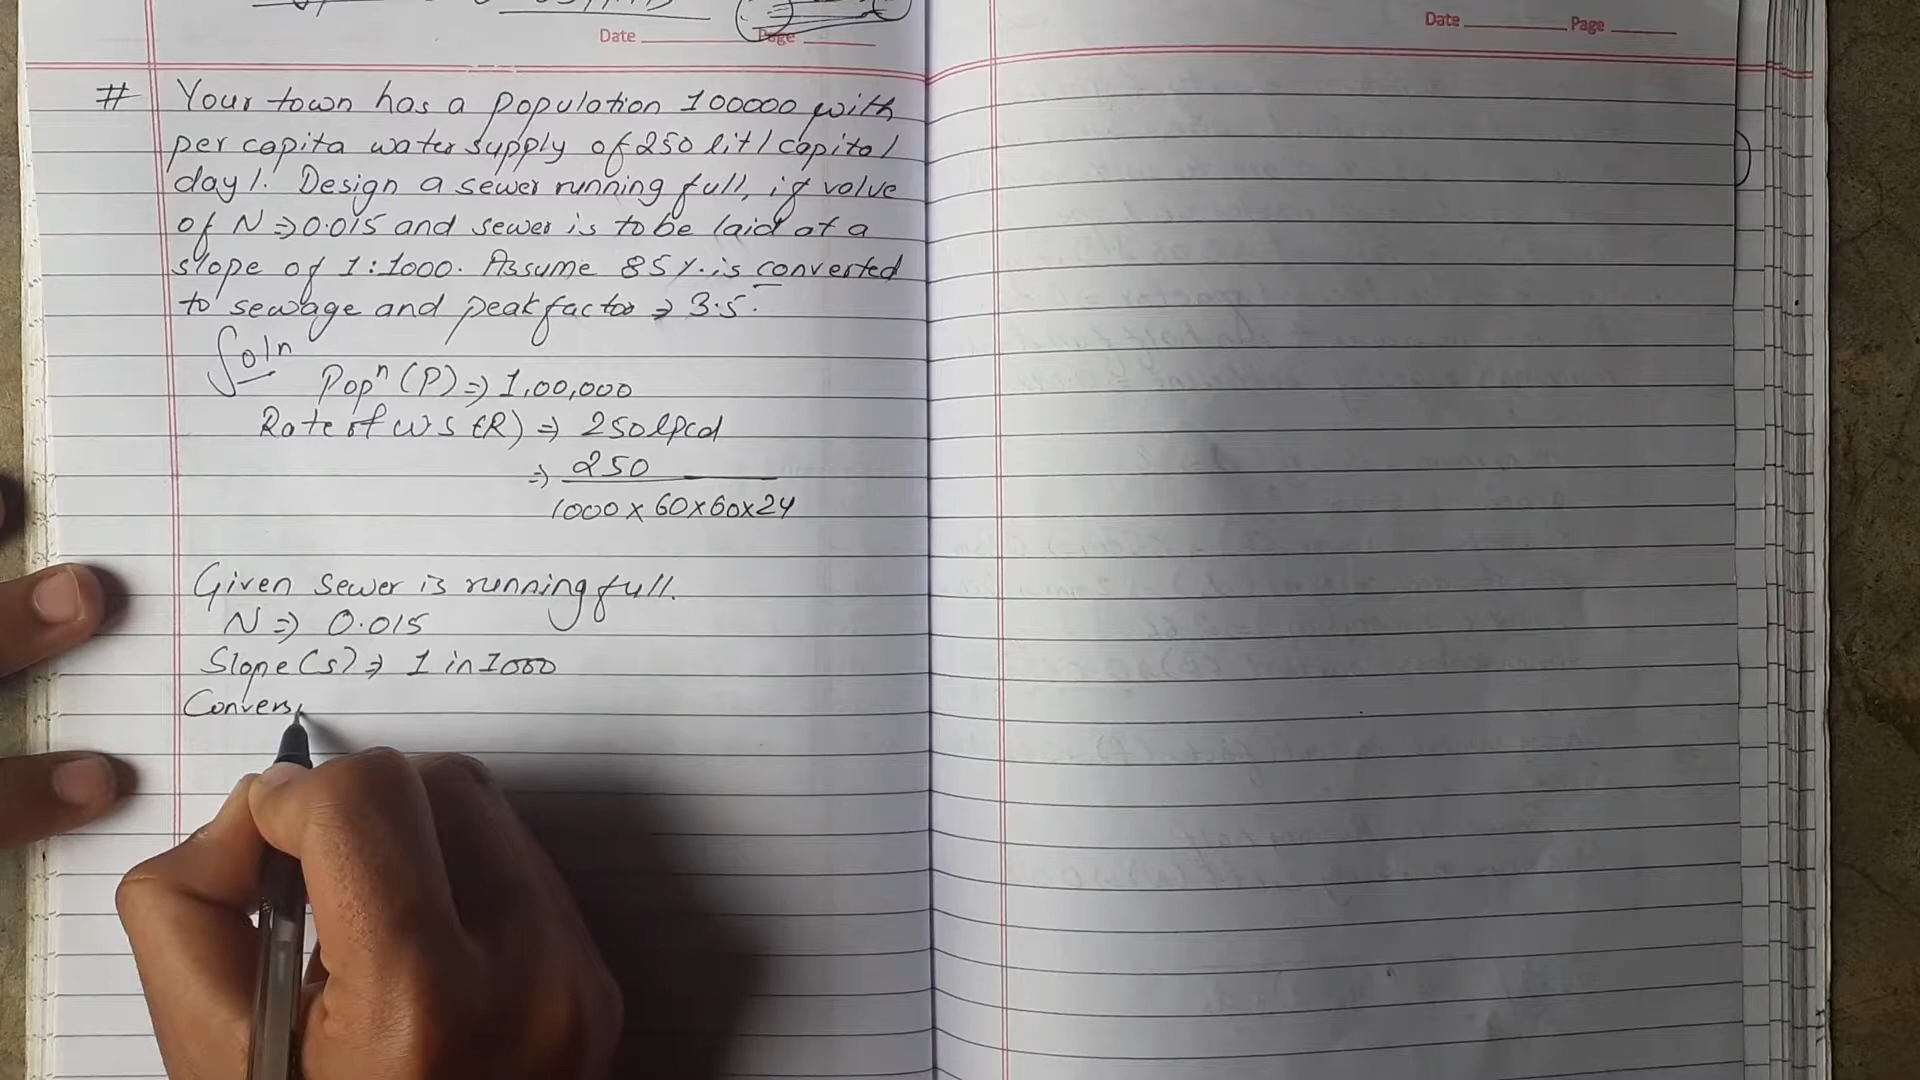 Date Page
Date Page
# Your town has a population 100000 with
per capita water supply of 250 lit/capita/
day/. Design a sewer running full, if value
of N ⇒ 0.015 and sewer is to be laid at a
slope of 1:1000. Assume 85%. is converted
to sewage and peak factor ⇒ 3.5.
Soln
Popⁿ (P) ⇒ 1,00,000
Rate of WS (R) ⇒ 250 lpcd
⇒ 250
1000 x 60x60x24
Given sewer is running full.
N ⇒ 0.015
Slope (s) ⇒ 1 in 1000
Convers